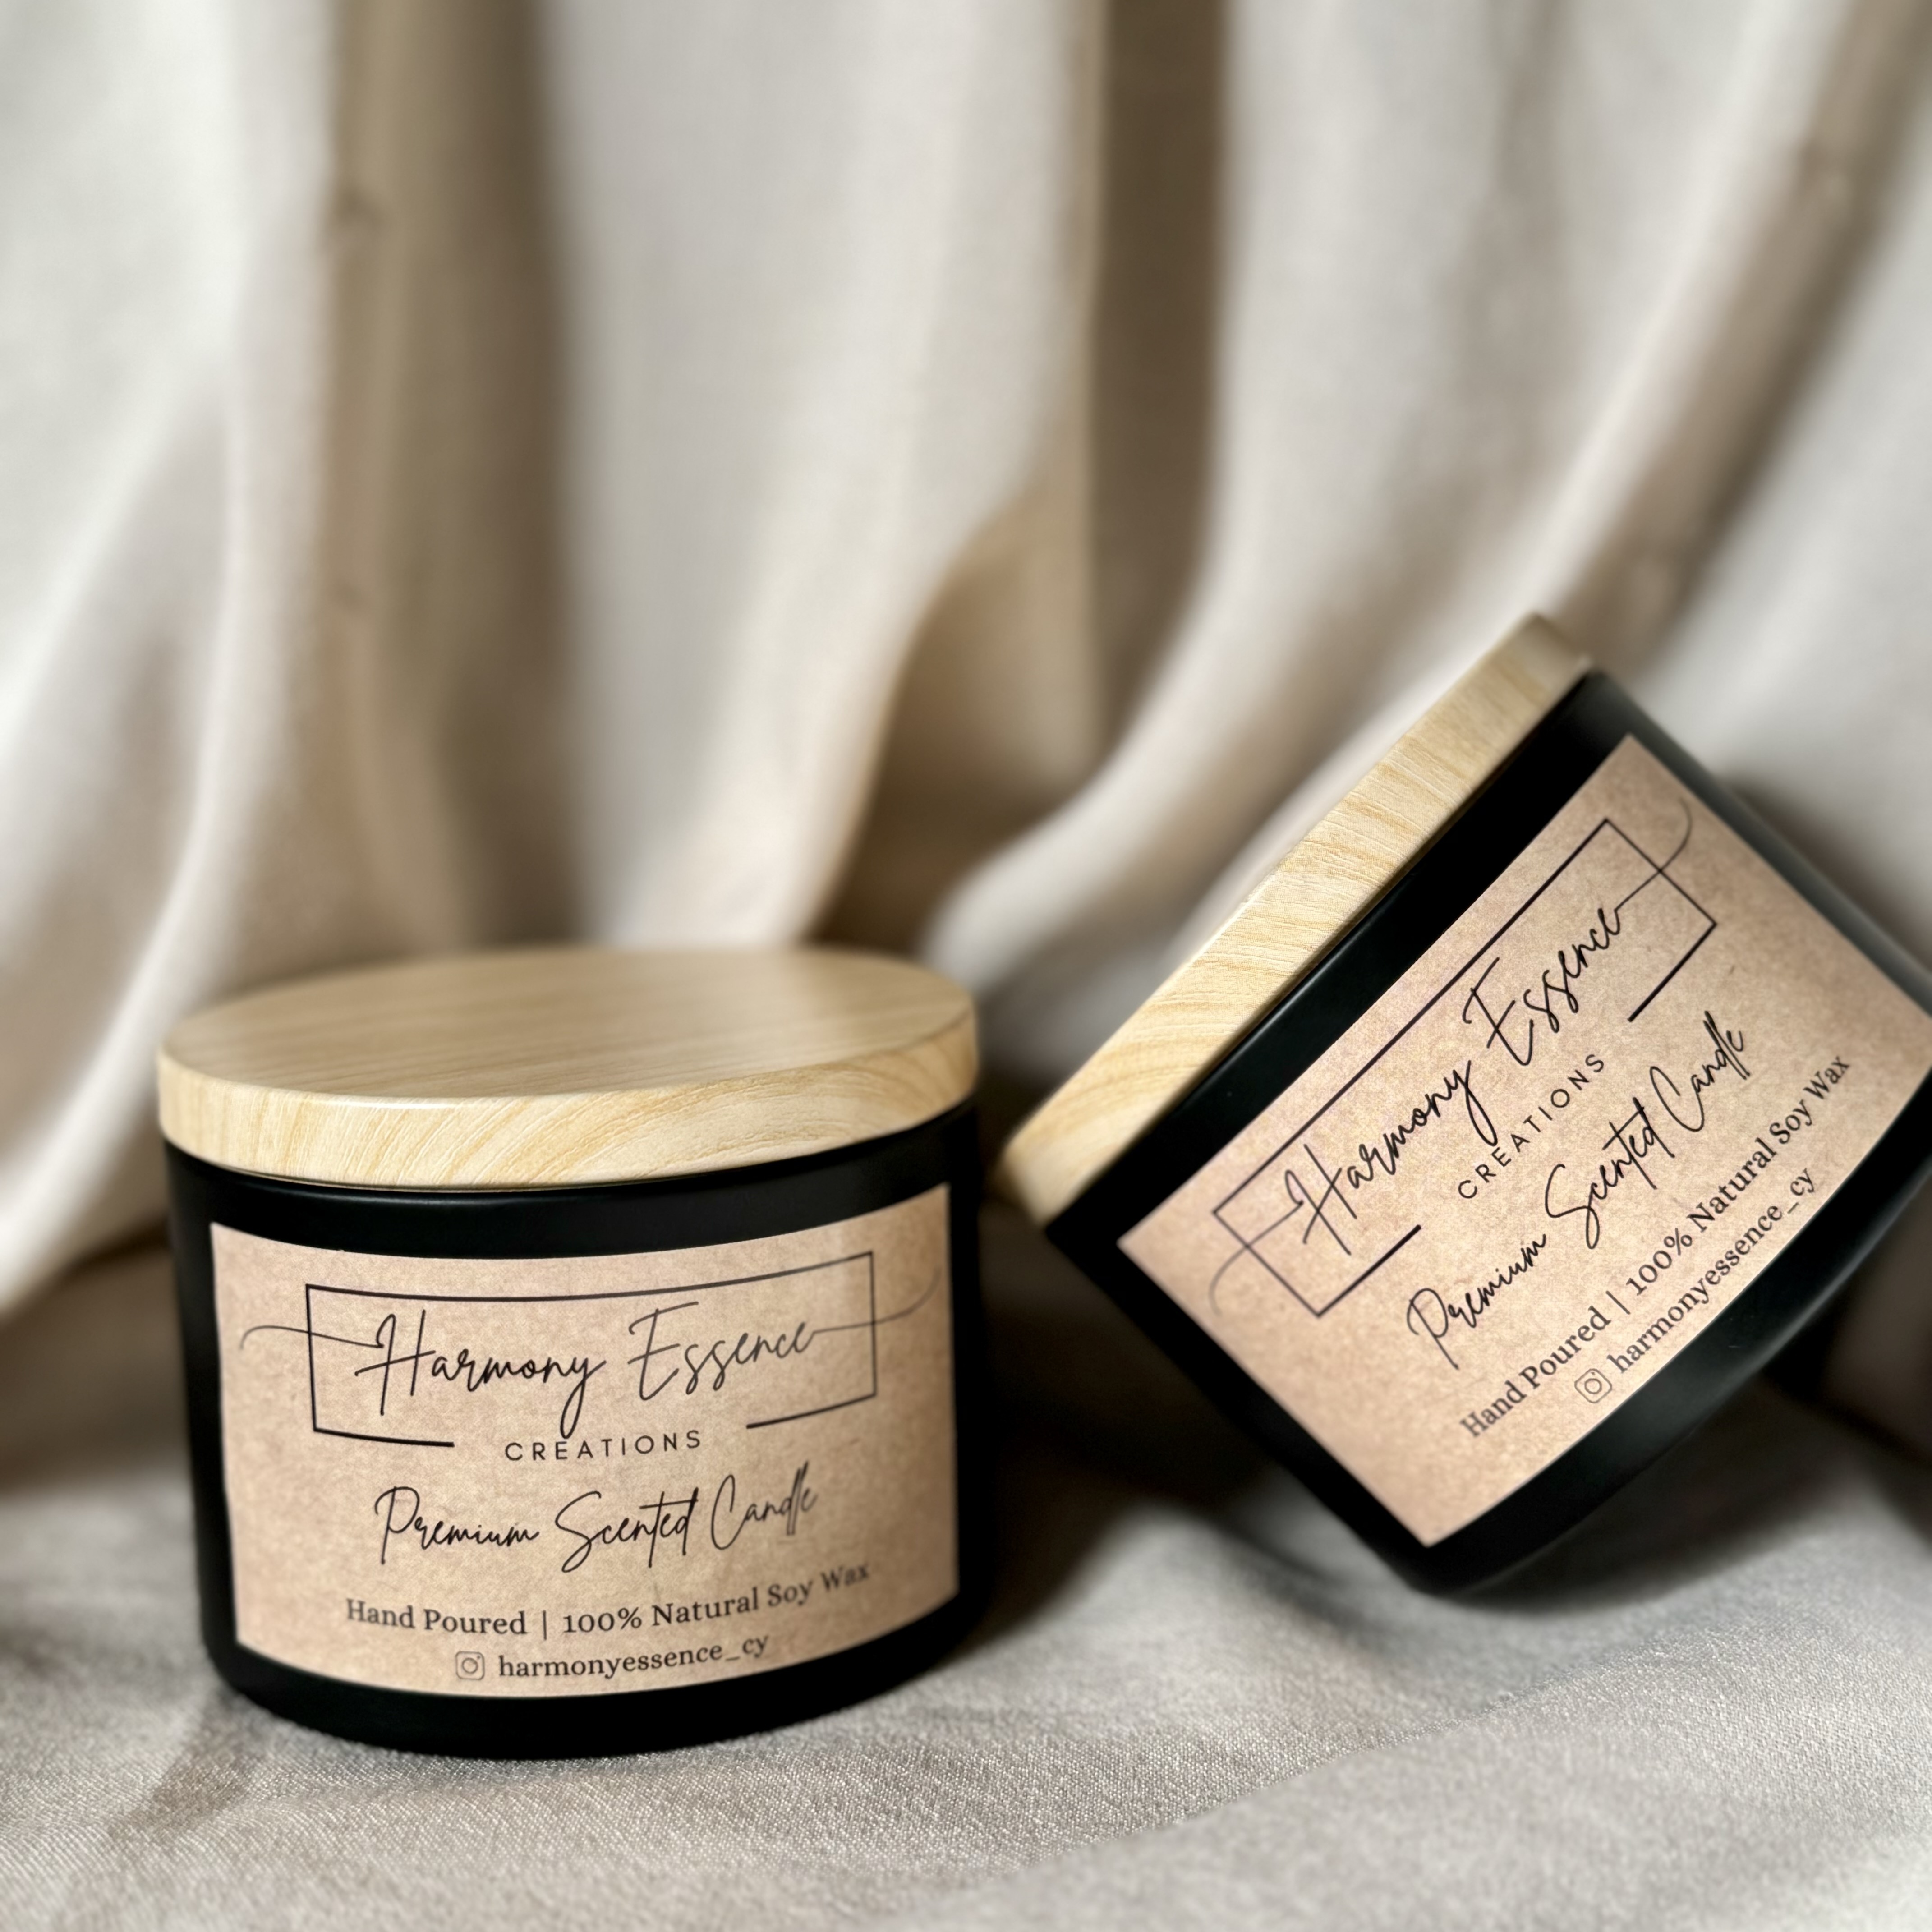 Harmony Essence
CREATIONS
Premium Scented Candle
Hand Poured | 100% Natural Soy Wax
harmonyessence_cy
Harmony Essence
CREATIONS
Premium Scented Candle
Hand Poured | 100% Natural Soy Wax
harmonyessence_cy